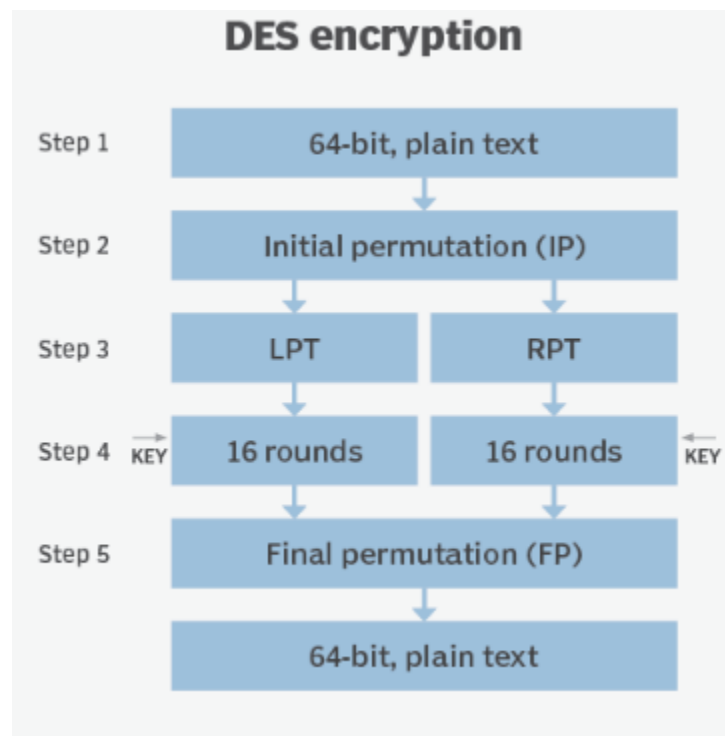 DES encryption
Step 1
64-bit, plain text
Step 2
Initial permutation (IP)
Step 3
LPT
RPT
Step 4
KEY
16 rounds
16 rounds
KEY
Step 5
Final permutation (FP)
64-bit, plain text